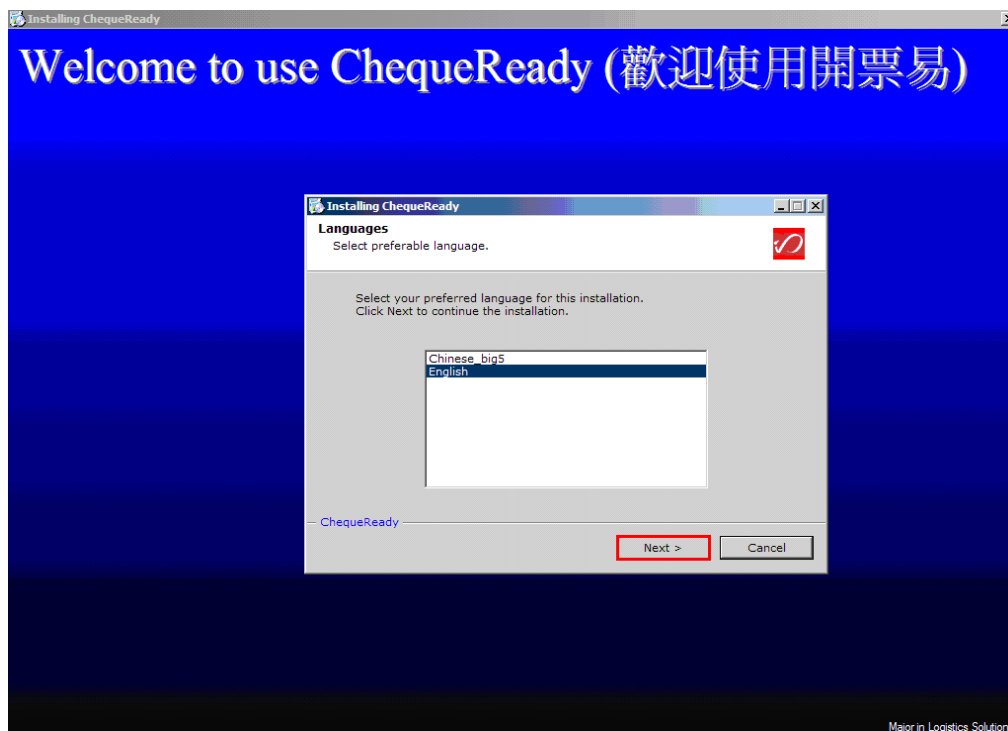 Installing ChequeReady
Welcome to use ChequeReady (歡迎使用開票易)
Installing ChequeReady
Languages
Select preferable language.
Select your preferred language for this installation.
Click Next to continue the installation.
Chinese_big5
English
ChequeReady
Next >
Cancel
Major in Logistics Solution